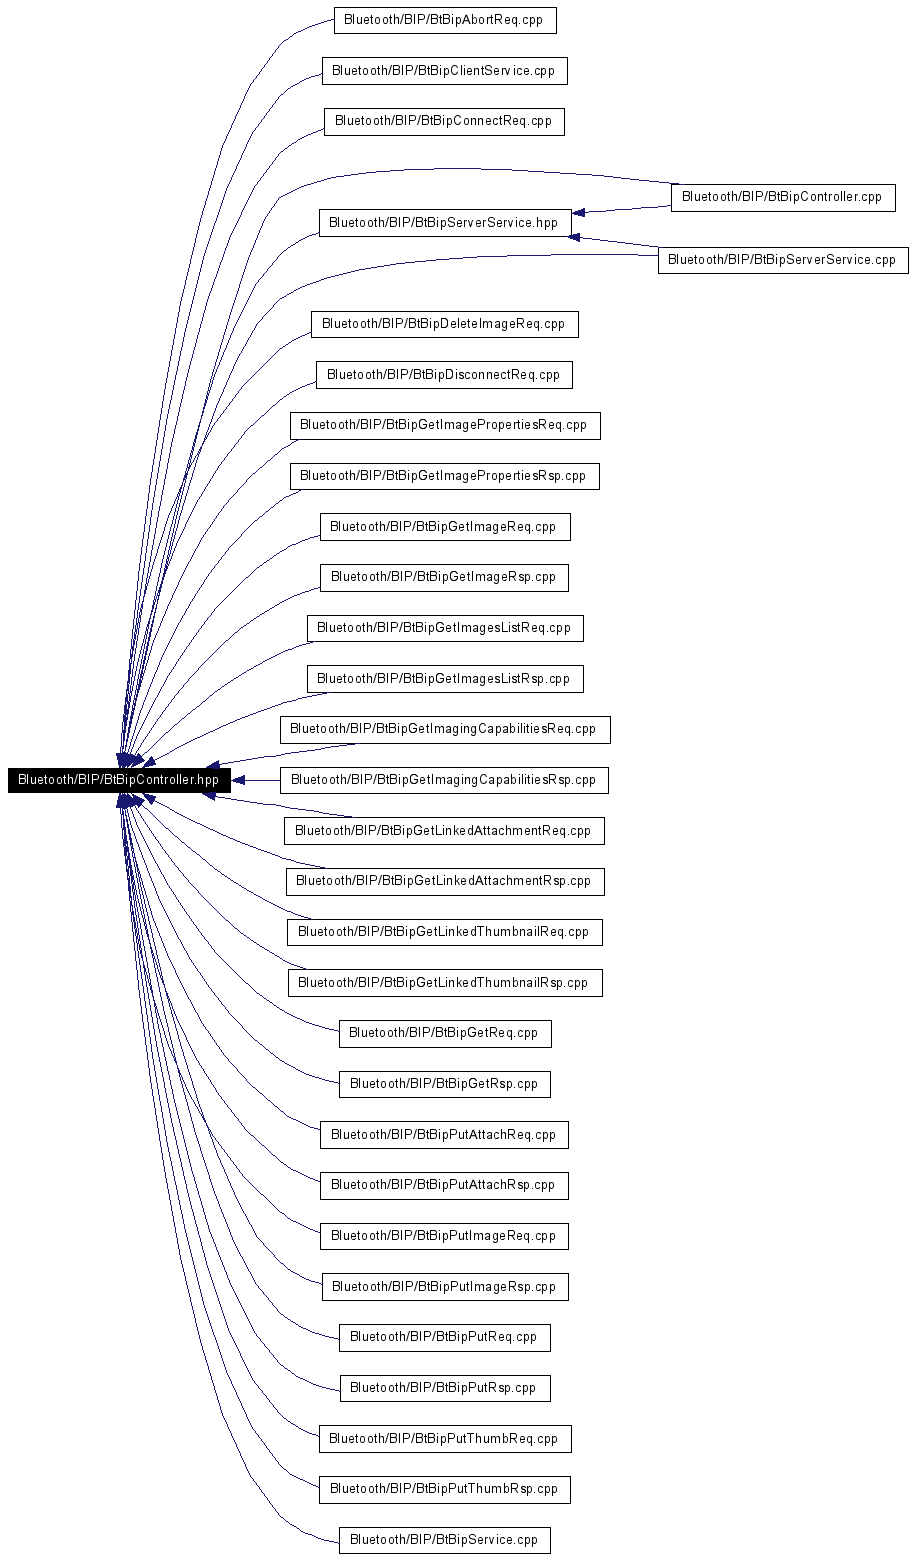 Bluetooth/BIP/BtBipAbortReq.cpp
Bluetooth/BIP/BtBipClientService.cpp
Bluetooth/BIP/BtBipConnectReq.cpp
Bluetooth/BIP/BtBipController.cpp
Bluetooth/BIP/BtBipServerService.hpp
Bluetooth/BIP/BtBipServerService.cpp
Bluetooth/BIP/BtBipDeleteImageReq.cpp
Bluetooth/BIP/BtBipDisconnectReq.cpp
Bluetooth/BIP/BtBipGetImagePropertiesReq.cpp
Bluetooth/BIP/BtBipGetImagePropertiesRsp.cpp
Bluetooth/BIP/BtBipGetImageReq.cpp
Bluetooth/BIP/BtBipGetImageRsp.cpp
Bluetooth/BIP/BtBipGetImagesListReq.cpp
Bluetooth/BIP/BtBipGetImagesListRsp.cpp
Bluetooth/BIP/BtBipGetImagingCapabilitiesReq.cpp
Bluetooth/BIP/BtBipController.hpp
Bluetooth/BIP/BtBipGetImagingCapabilitiesRsp.cpp
Bluetooth/BIP/BtBipGetLinkedAttachmentReq.cpp
Bluetooth/BIP/BtBipGetLinkedAttachmentRsp.cpp
Bluetooth/BIP/BtBipGetLinkedThumbnailReq.cpp
Bluetooth/BIP/BtBipGetLinkedThumbnailRsp.cpp
Bluetooth/BIP/BtBipGetReq.cpp
Bluetooth/BIP/BtBipGetRsp.cpp
Bluetooth/BIP/BtBipPutAttachReq.cpp
Bluetooth/BIP/BtBipPutAttachRsp.cpp
Bluetooth/BIP/BtBipPutImageReq.cpp
Bluetooth/BIP/BtBipPutImageRsp.cpp
Bluetooth/BIP/BtBipPutReq.cpp
Bluetooth/BIP/BtBipPutRsp.cpp
Bluetooth/BIP/BtBipPutThumbReq.cpp
Bluetooth/BIP/BtBipPutThumbRsp.cpp
Bluetooth/BIP/BtBipService.cpp